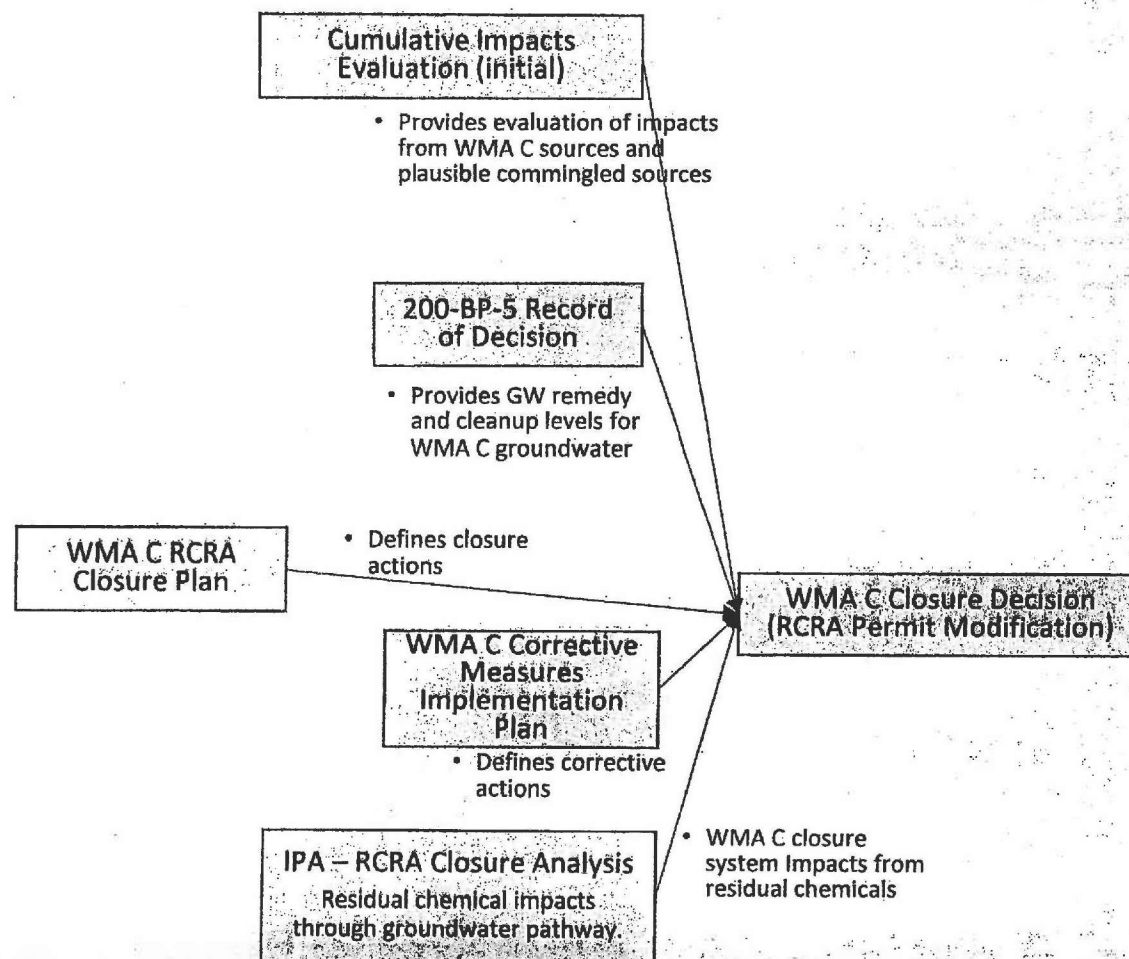 Cumulative Impacts
Evaluation (initial)
• Provides evaluation of impacts
from WMA C sources and
plausible commingled sources
200-BP-5 Record
of Decision
• Provides GW remedy
and cleanup levels for
WMA C groundwater
WMA C RCRA
Closure Plan
• Defines closure
actions
WMA C Closure Decision
(RCRA Permit Modification)
WMA C Corrective
Measures
Implementation
Plan
• Defines corrective
actions
IPA – RCRA Closure Analysis
Residual chemical impacts
through groundwater pathway.
• WMA C closure
system Impacts from
residual chemicals